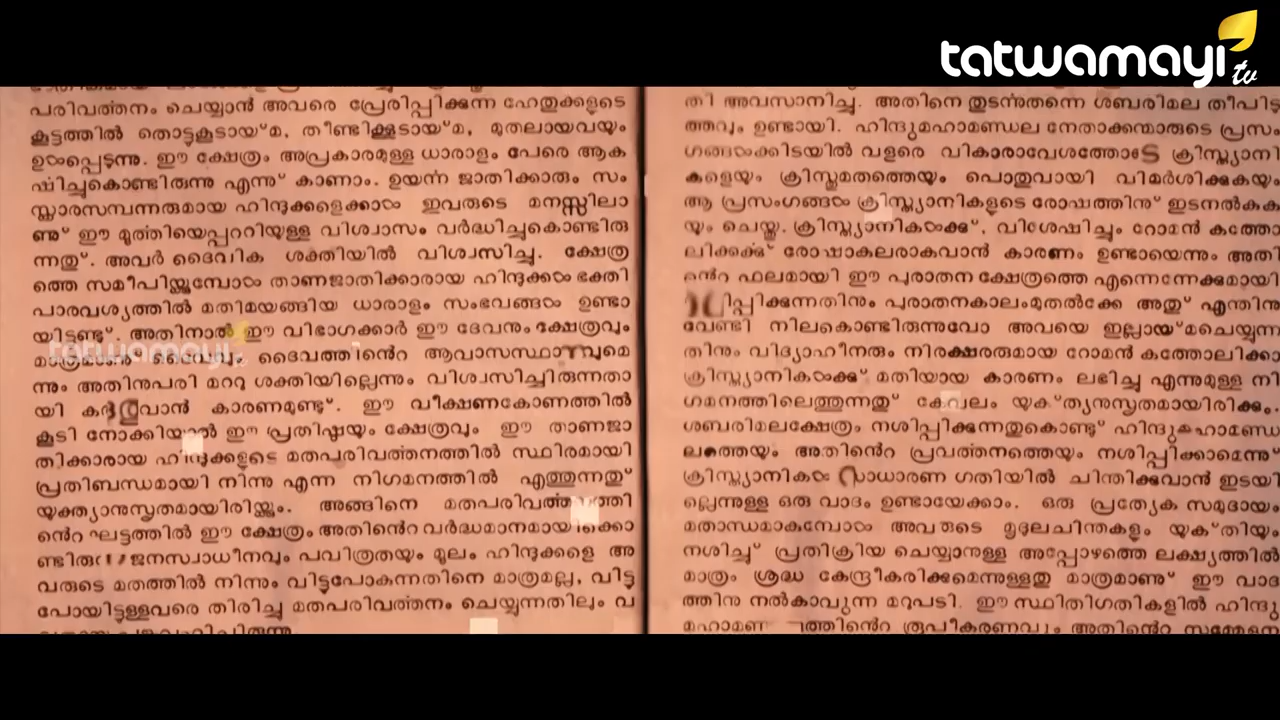 tatwamayi
tv
പരിവർത്തനം ചെയ്യാൻ അവരെ പ്രേരിപ്പിക്കുന്ന ഹേതുക്കളുടെ
കൂട്ടത്തിൽ തൊട്ടുകൂടായ്മ, തീണ്ടിക്കൂടായ്മ, മുതലായവയും
ഉൾപ്പെടുന്നു. ഈ ക്ഷേത്രം അപ്രകാരമുള്ള ധാരാളം പേരെ ആക
ർഷിച്ചുകൊണ്ടിരുന്നു എന്നു് കാണാം. ഉയർന്ന ജാതിക്കാരും സം
സ്ക്കാരസമ്പന്നരുമായ ഹിന്ദുക്കളെക്കാൾ ഇവരുടെ മനസ്സിലാ
ണു് ഈ മൂർത്തിയെപ്പററിയുള്ള വിശ്വാസം വർദ്ധിച്ചുകൊണ്ടിരു
ന്നതു്. അവർ ദൈവിക ശക്തിയിൽ വിശ്വസിച്ചു. ക്ഷേത്ര
ത്തെ സമീപിയ്ക്കുമ്പോൾ താണജാതിക്കാരായ ഹിന്ദുക്കൾ ഭക്തി
പാരവശ്യത്തിൽ മതിമയങ്ങിയ ധാരാളം സംഭവങ്ങൾ ഉണ്ടാ
യിട്ടുണ്ടു്. അതിനാൽ ഈ വിഭാഗക്കാർ ഈ ദേവനും ക്ഷേത്രവും
ദൈവത്തിൻെറ
ന്നും അതിനുപരി മററു ശക്തിയില്ലെന്നും വിശ്വസിച്ചിരുന്നതാ
യി കാരണമുണ്ടു്. ഈ വീക്ഷണകോണത്തിൽ
കൂടി നോക്കിയാൽ ഈ പ്രതിഷ്ഠയും ക്ഷേത്രവും ഈ താണജാ
തിക്കാരായ ഹിന്ദുക്കളുടെ മതപരിവർത്തനത്തിൽ സ്ഥിരമായി
പ്രതിബന്ധമായി നിന്നു എന്ന നിഗമനത്തിൽ എത്തുന്നതു്
യുക്ത്യാനുസൃതമായിരിയ്ക്കും. അങ്ങിനെ
ൻെറ ഘട്ടത്തിൽ ഈ ക്ഷേത്രം അതിൻെറ വർദ്ധമാനമായി
ജനസ്വാധീനവും പവിത്രതയും മൂലം ഹിന്ദുക്കളെ അ
വരുടെ മതത്തിൽ നിന്നും വിട്ടുപോകുന്നതിനെ മാത്രമല്ല, വിട്ടു
പോയിട്ടുള്ളവരെ തിരിച്ചു മതപരിവർത്തനം ചെയ്യുന്നതിലും വ
തി അവസാനിച്ചു. അതിനെ തുടർന്നുതന്നെ ശബരിമല തീപിടു
ത്തവും ഉണ്ടായി. ഹിന്ദുമഹാമണ്ഡല നേതാക്കന്മാരുടെ പ്രസം
ഗങ്ങൾക്കിടയിൽ വളരെ വികാരാവേശത്തോടെ ക്രിസ്ത്യാനി
കളെയും ക്രിസ്തുമതത്തെയും പൊതുവായി വിമർശിക്കുകയും
ആ പ്രസംഗങ്ങൾ ക്രിസ്ത്യാനികളുടെ രോഷത്തിനു് ഇടനൽകുക
യും ചെയ്തു. ക്രിസ്ത്യാനികൾക്കു്, വിശേഷിച്ചും റോമൻ കത്തോ
ലിക്കർക്കു് രോഷാകുലരാകുവാൻ കാരണം ഉണ്ടായെന്നും അതി
ൻെറ ഫലമായി ഈ പുരാതന ക്ഷേത്രത്തെ എന്നെന്നേക്കുമായി
പുരാതനകാലംമുതൽക്കേ അതു് എന്തിനു
വേണ്ടി നിലകൊണ്ടിരുന്നുവോ അവയെ ഇല്ലായ്മചെയ്യുന്ന
തിനും വിദ്യാഹീനരും നിരക്ഷരരുമായ റോമൻ കത്തോലിക്കാ
ക്രിസ്ത്യാനികൾക്കു് മതിയായ കാരണം ലഭിച്ചു എന്നുമുള്ള നി
ഗമനത്തിലെത്തുന്നതു് കേവലം യുക്ത്യനുസൃതമായിരിക്കും.
ശബരിമലക്ഷേത്രം നശിപ്പിക്കുന്നതുകൊണ്ടു് ഹിന്ദുമഹാമണ്ഡ
ലത്തെയും അതിൻെറ പ്രവർത്തനത്തെയും നശിപ്പിക്കാമെന്നു്
ക്രിസ്ത്യാനികൾ സാധാരണ ഗതിയിൽ ചിന്തിക്കുവാൻ ഇടയി
ല്ലെന്നുള്ള ഒരു വാദം ഉണ്ടായേക്കാം. ഒരു പ്രത്യേക സമുദായം
മതാന്ധമാകുമ്പോൾ അവരുടെ മൃദുലചിന്തകളും യുക്തിയും
നശിച്ചു് പ്രതിക്രിയ ചെയ്യാനുള്ള അപ്പോഴത്തെ ലക്ഷ്യത്തിൽ
മാത്രം ശ്രദ്ധ കേന്ദ്രീകരിക്കുമെന്നുള്ളതു മാത്രമാണു് ഈ വാദ
ത്തിനു നൽകാവുന്ന മറുപടി. ഈ സ്ഥിതിഗതികളിൽ ഹിന്ദു
രൂപീകരണവും അതിൻെറ